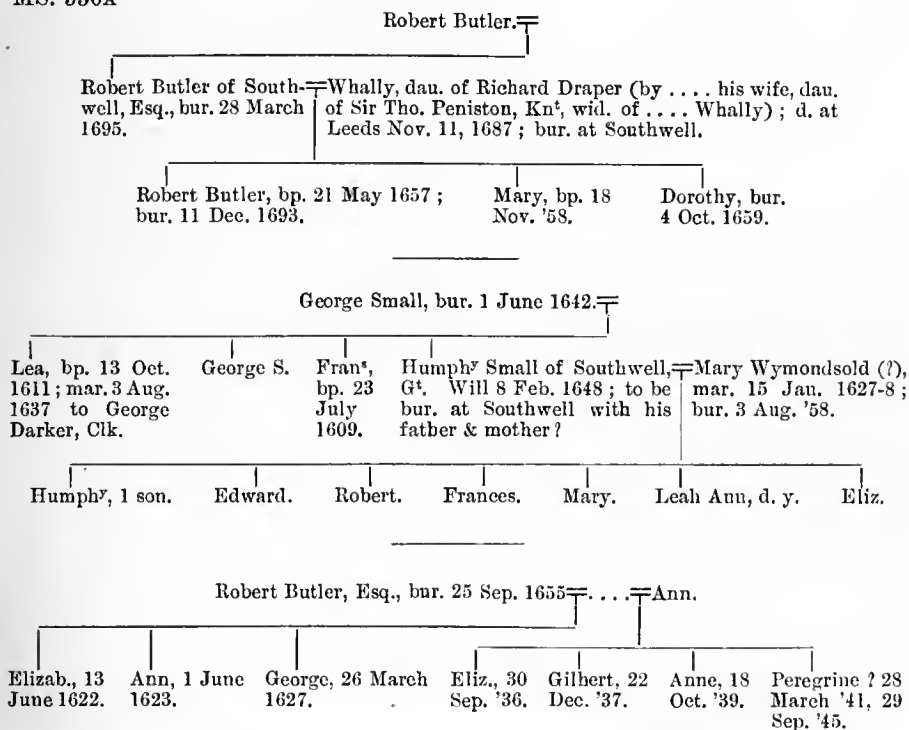 Robert Butler.
Robert Butler of South-
well, Esq., bur. 28 March
1695.
Whally, dau. of Richard Draper (by .... his wife, dau.
of Sir Tho. Peniston, Knᵗ, wid. of .... Whally) ; d. at
Leeds Nov. 11, 1687 ; bur. at Southwell.
Robert Butler, bp. 21 May 1657 ;
bur. 11 Dec. 1693.
Mary, bp. 18
Nov. '58.
Dorothy, bur.
4 Oct. 1659.
George Small, bur. 1 June 1642.
Lea, bp. 13 Oct.
1611 ; mar. 3 Aug.
1637 to George
Darker, Clk.
George S.
Franˢ,
bp. 23
July
1609.
Humphʸ Small of Southwell,
Gᵗ. Will 8 Feb. 1648 ; to be
bur. at Southwell with his
father & mother ?
Mary Wymondsold (?),
mar. 15 Jan. 1627-8 ;
bur. 3 Aug. '58.
Humphʸ, 1 son.
Edward.
Robert.
Frances.
Mary.
Leah Ann, d. y.
Eliz.
Robert Butler, Esq., bur. 25 Sep. 1655
....
Ann.
Elizab., 13
June 1622.
Ann, 1 June
1623.
George, 26 March
1627.
Eliz., 30
Sep. '36.
Gilbert, 22
Dec. '37.
Anne, 18
Oct. '39.
Peregrine ? 28
March '41, 29
Sep. '45.